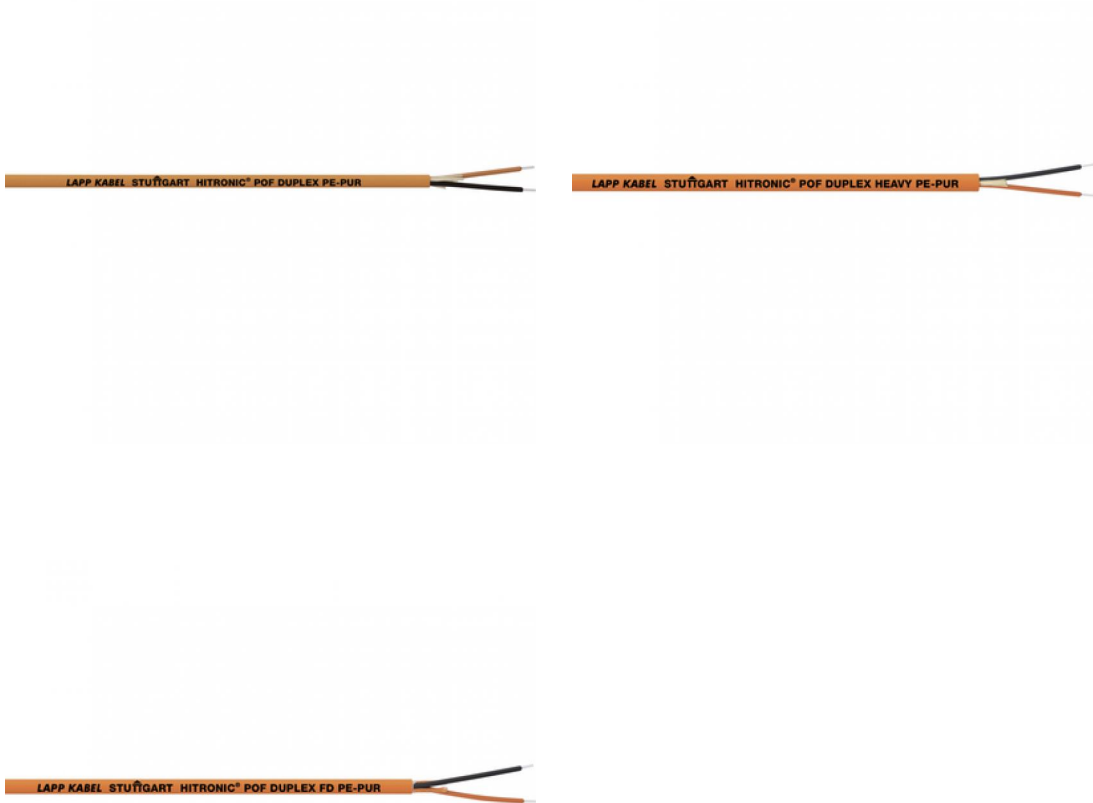 LAPP KABEL STUTTGART HITRONIC® POF DUPLEX PE-PUR
LAPP KABEL STUTTGART HITRONIC® POF DUPLEX HEAVY PE-PUR
LAPP KABEL STUTTGART HITRONIC® POF DUPLEX FD PE-PUR